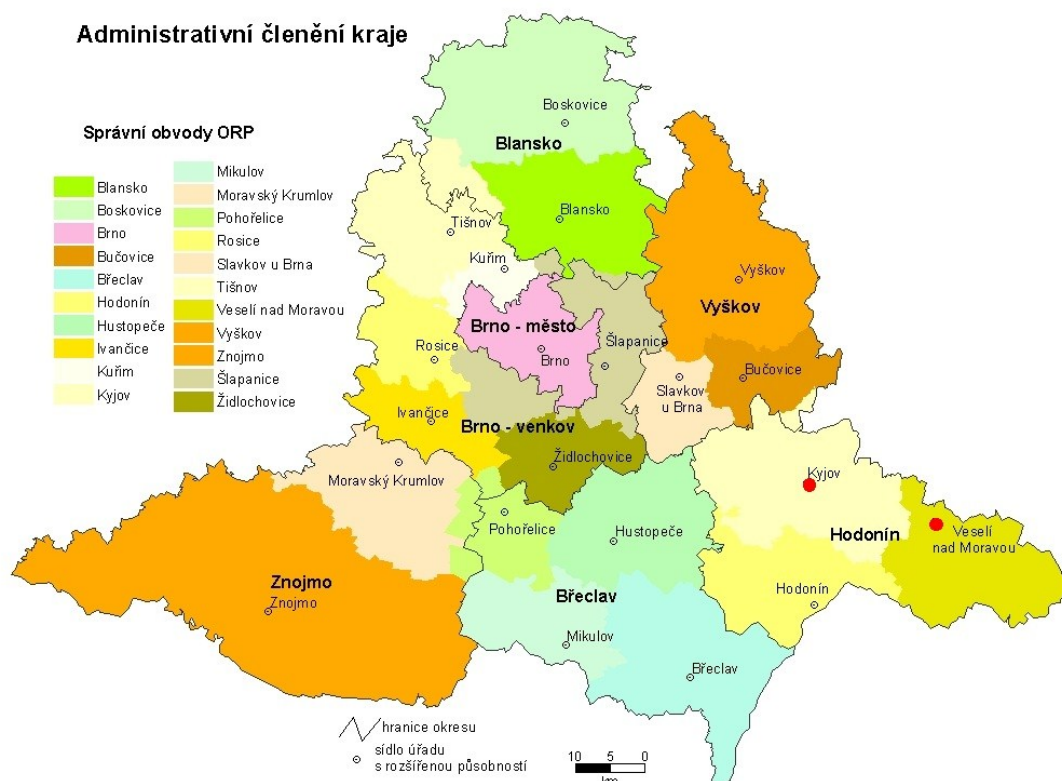 Administrativní členění kraje
Správní obvody ORP
Blansko
Boskovice
Brno
Bučovice
Břeclav
Hodonín
Hustopeče
Ivančice
Kuřim
Kyjov
Mikulov
Moravský Krumlov
Pohořelice
Rosice
Slavkov u Brna
Tišnov
Veselí nad Moravou
Vyškov
Znojmo
Šlapanice
Židlochovice
Boskovice
Blansko
Blansko
Tišnov
Kuřim
Vyškov
Vyškov
Brno - město
Brno
Rosice
Šlapanice
Slavkov
u Brna
Bučovice
Ivančice
Brno - venkov
Židlochovice
Moravský Krumlov
Kyjov
Pohořelice
Hustopeče
Hodonín
Veselí
nad Moravou
Znojmo
Znojmo
Břeclav
Hodonín
Mikulov
Břeclav
hranice okresu
sídlo úřadu
s rozšířenou působností
10 5 0
km